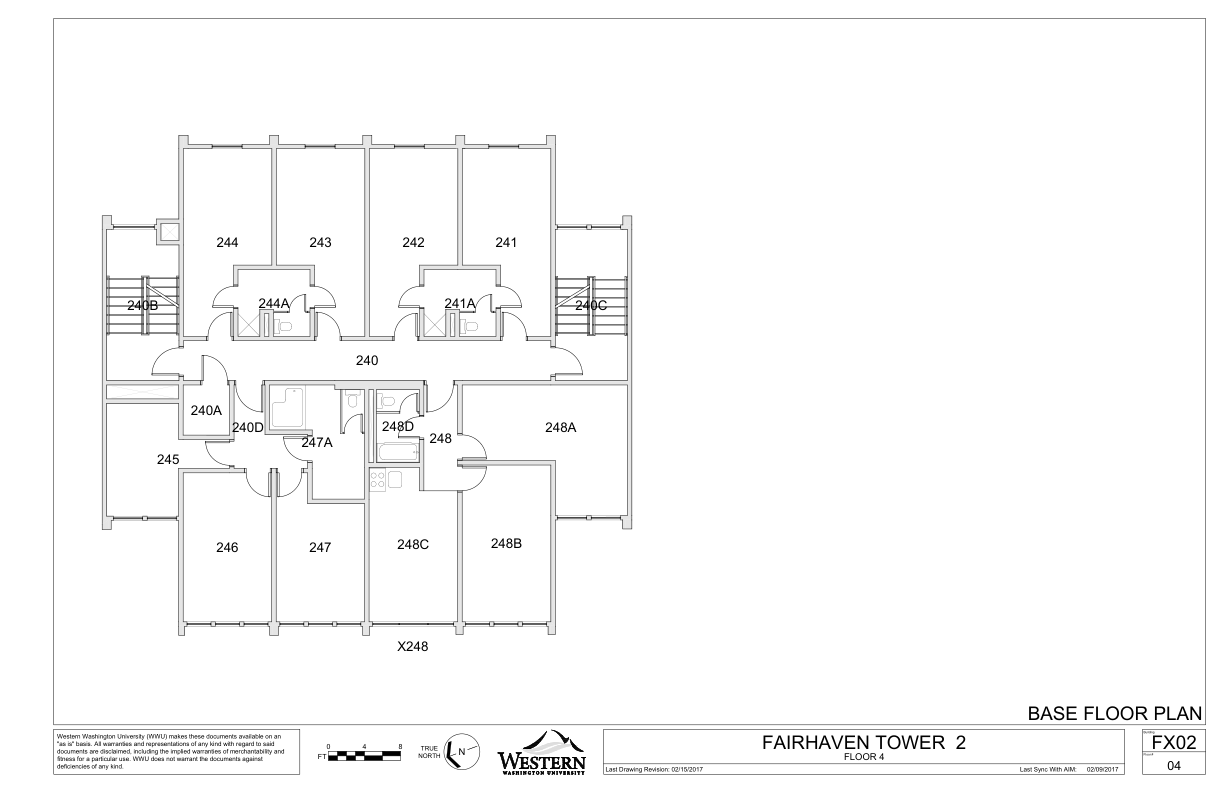 244
243
242
241
240B
244A
241A
240C
240
240A
240D
247A
248D
248
248A
245
246
247
248C
248B
X248
BASE FLOOR PLAN
Western Washington University (WWU) makes these documents available on an
"as is" basis. All warranties and representations of any kind with regard to said
documents are disclaimed, including the implied warranties of merchantability and
fitness for a particular use. WWU does not warrant the documents against
deficiencies of any kind.
0 4 8
FT
TRUE
NORTH
N
WESTERN
WASHINGTON UNIVERSITY
FAIRHAVEN TOWER 2
FLOOR 4
Last Drawing Revision: 02/15/2017
Last Sync With AIM: 02/09/2017
FX02
04